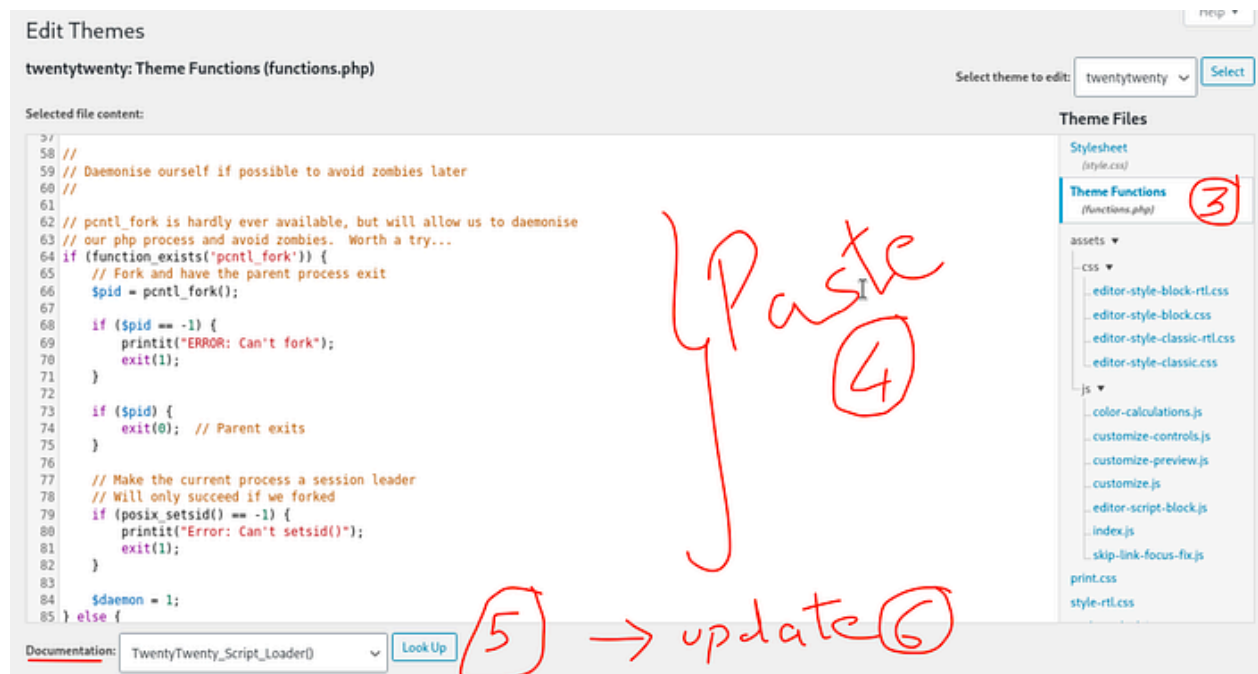 Help ▼
Edit Themes
twentytwenty: Theme Functions (functions.php)
Select theme to edit: twentytwenty Select
Selected file content:
Theme Files
57
58 //
59 // Daemonise ourself if possible to avoid zombies later
60 //
61
62 // pcntl_fork is hardly ever available, but will allow us to daemonise
63 // our php process and avoid zombies.  Worth a try...
64 if (function_exists('pcntl_fork')) {
65     // Fork and have the parent process exit
66     $pid = pcntl_fork();
67
68     if ($pid == -1) {
69         printit("ERROR: Can't fork");
70         exit(1);
71     }
72
73     if ($pid) {
74         exit(0);  // Parent exits
75     }
76
77     // Make the current process a session leader
78     // Will only succeed if we forked
79     if (posix_setsid() == -1) {
80         printit("Error: Can't setsid()");
81         exit(1);
82     }
83
84     $daemon = 1;
85 } else {
Paste
4
Stylesheet
(style.css)
Theme Functions
(functions.php)
3
assets ▼
css ▼
editor-style-block-rtl.css
editor-style-block.css
editor-style-classic-rtl.css
editor-style-classic.css
js ▼
color-calculations.js
customize-controls.js
customize-preview.js
customize.js
editor-script-block.js
index.js
skip-link-focus-fix.js
print.css
style-rtl.css
Documentation: TwentyTwenty_Script_Loader() Look Up
5 → update 6